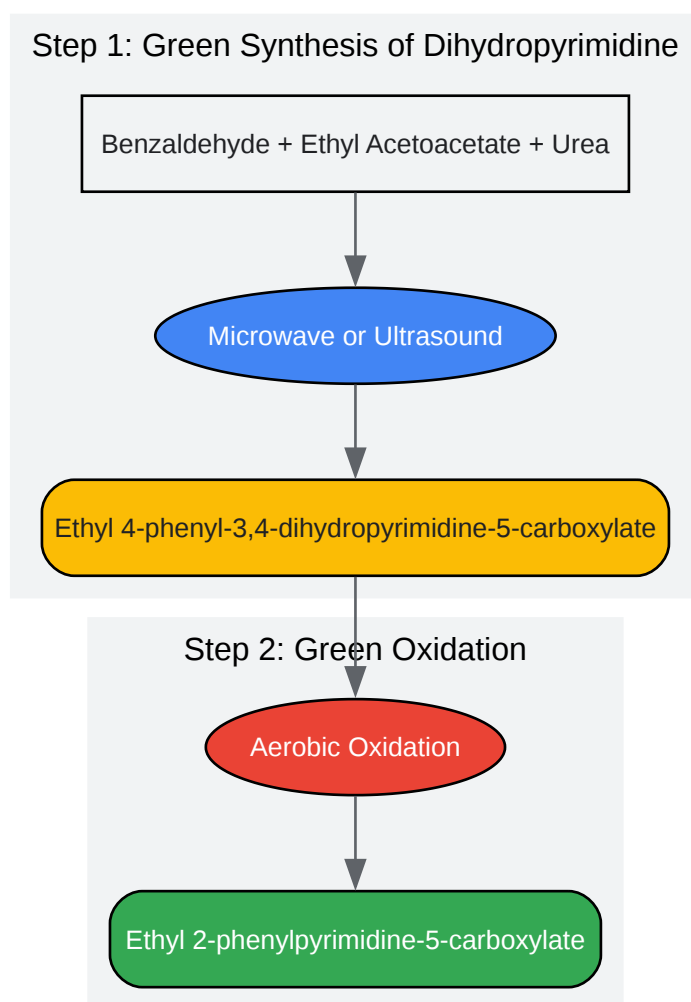 Step 1: Green Synthesis of Dihydropyrimidine
Benzaldehyde + Ethyl Acetoacetate + Urea
Microwave or Ultrasound
Ethyl 4-phenyl-3,4-dihydropyrimidine-5-carboxylate
Step 2: Green Oxidation
Aerobic Oxidation
Ethyl 2-phenylpyrimidine-5-carboxylate